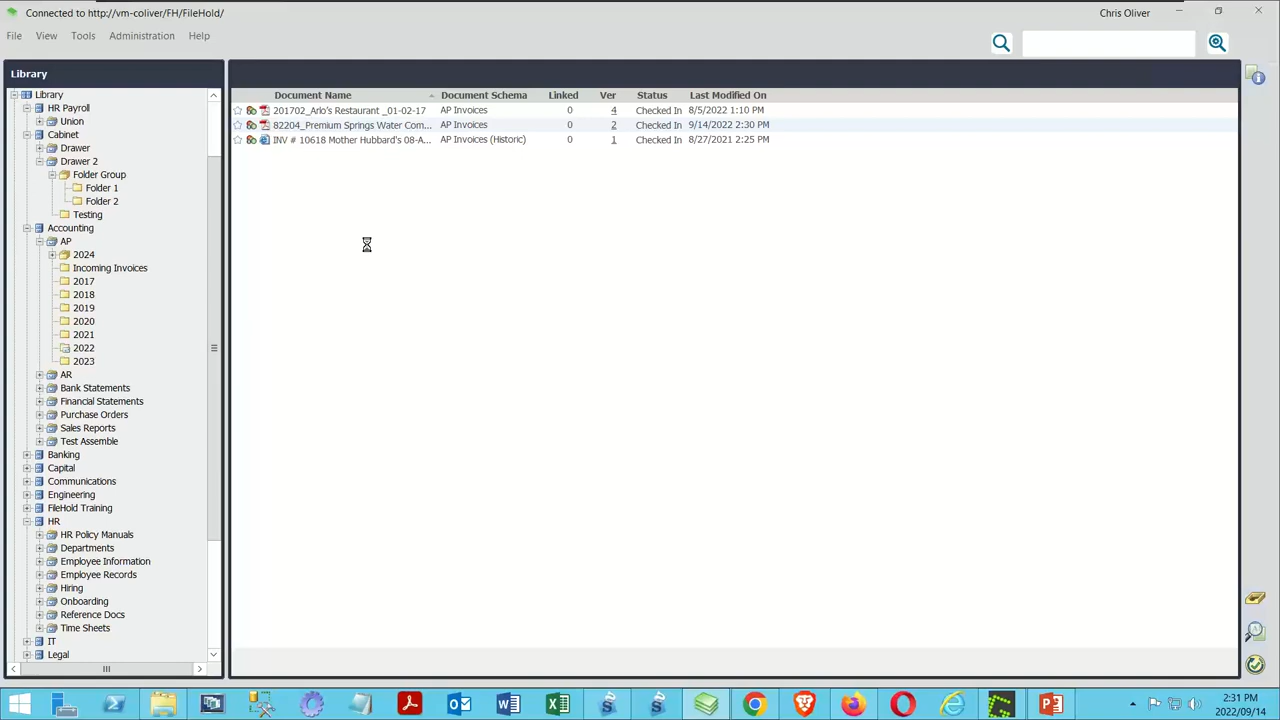 Connected to http://vm-coliver/FH/FileHold/
Chris Oliver
File View Tools Administration Help
Library
Library
HR Payroll
Union
Cabinet
Drawer
Drawer 2
Folder Group
Folder 1
Folder 2
Testing
Accounting
AP
2024
Incoming Invoices
2017
2018
2019
2020
2021
2022
2023
AR
Bank Statements
Financial Statements
Purchase Orders
Sales Reports
Test Assemble
Banking
Capital
Communications
Engineering
FileHold Training
HR
HR Policy Manuals
Departments
Employee Information
Employee Records
Hiring
Onboarding
Reference Docs
Time Sheets
IT
Legal
Document Name Document Schema Linked Ver Status Last Modified On
201702_Arlo's Restaurant _01-02-17 AP Invoices 0 4 Checked In 8/5/2022 1:10 PM
82204_Premium Springs Water Com... AP Invoices 0 2 Checked In 9/14/2022 2:30 PM
INV # 10618 Mother Hubbard's 08-A... AP Invoices (Historic) 0 1 Checked In 8/27/2021 2:25 PM
2:31 PM
2022/09/14